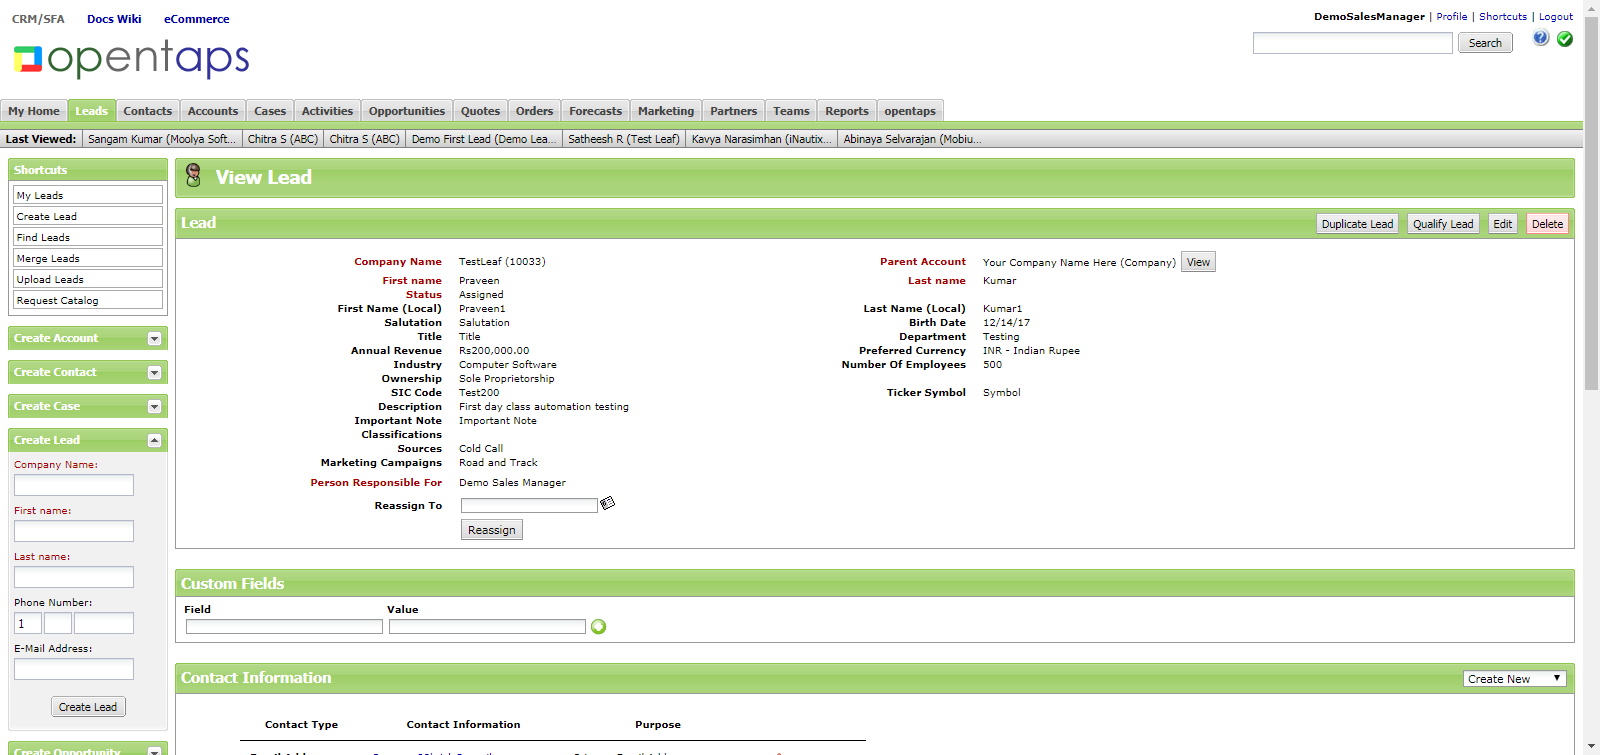 CRM/SFA Docs Wiki eCommerce
DemoSalesManager | Profile | Shortcuts | Logout
opentaps
Search
My Home Leads Contacts Accounts Cases Activities Opportunities Quotes Orders Forecasts Marketing Partners Teams Reports opentaps
Last Viewed: Sangam Kumar (Moolya Soft... Chitra S (ABC) Chitra S (ABC) Demo First Lead (Demo Lea... Satheesh R (Test Leaf) Kavya Narasimhan (iNautix... Abinaya Selvarajan (Mobiu...
Shortcuts
My Leads
Create Lead
Find Leads
Merge Leads
Upload Leads
Request Catalog
Create Account
Create Contact
Create Case
Create Lead
Company Name:
First name:
Last name:
Phone Number:
1
E-Mail Address:
Create Lead
Create Opportunity
View Lead
Lead
Duplicate Lead Qualify Lead Edit Delete
Company Name TestLeaf (10033) Parent Account Your Company Name Here (Company) View
First name Praveen Last name Kumar
Status Assigned
First Name (Local) Praveen1 Last Name (Local) Kumar1
Salutation Salutation Birth Date 12/14/17
Title Title Department Testing
Annual Revenue Rs200,000.00 Preferred Currency INR - Indian Rupee
Industry Computer Software Number Of Employees 500
Ownership Sole Proprietorship
SIC Code Test200 Ticker Symbol Symbol
Description First day class automation testing
Important Note Important Note
Classifications
Sources Cold Call
Marketing Campaigns Road and Track
Person Responsible For Demo Sales Manager
Reassign To
Reassign
Custom Fields
Field Value
Contact Information
Create New
Contact Type Contact Information Purpose